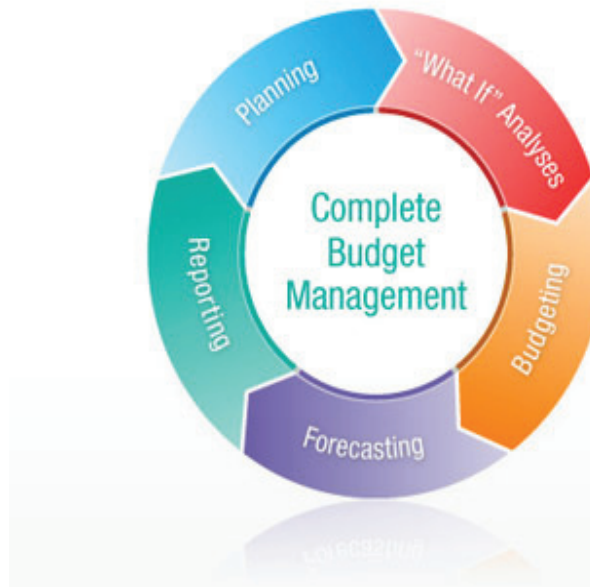 Planning
"What If" Analyses
Complete
Budget
Management
Reporting
Budgeting
Forecasting